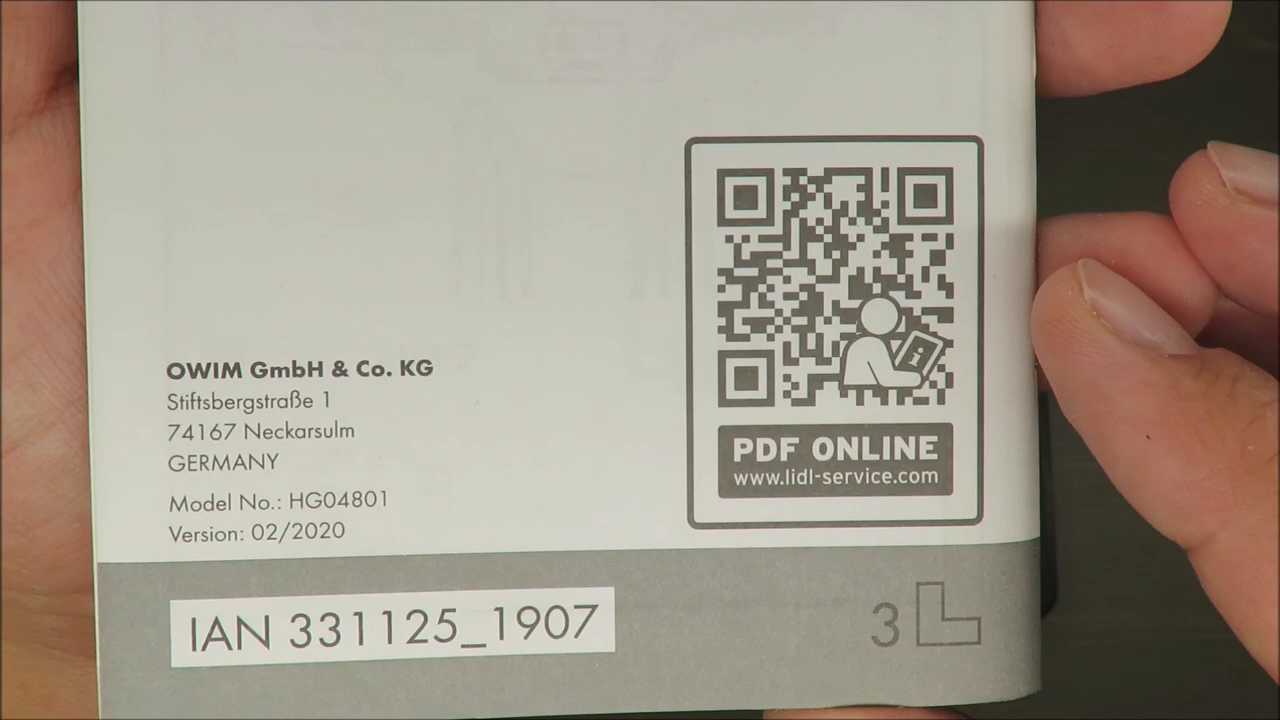 OWIM GmbH & Co. KG
Stiftsbergstraße 1
74167 Neckarsulm
GERMANY
Model No.: HG04801
Version: 02/2020
PDF ONLINE
www.lidl-service.com
IAN 331125_1907
3